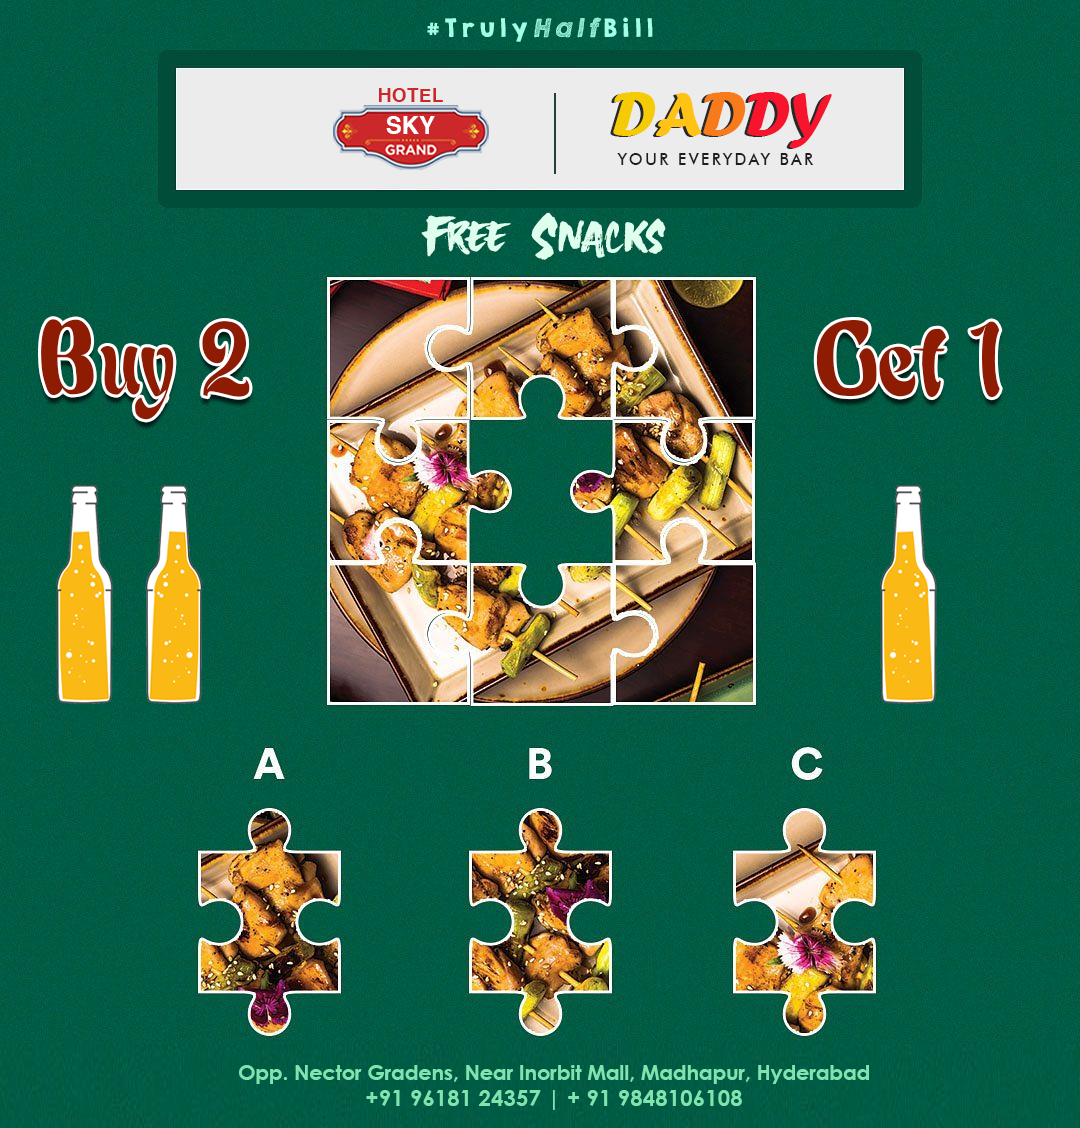 #TrulyHalfBill
HOTEL
SKY
GRAND
DADDY
YOUR EVERYDAY BAR
FREE SNACKS
Buy 2
Get 1
A
B
C
Opp. Nector Gradens, Near Inorbit Mall, Madhapur, Hyderabad
+91 96181 24357 | + 91 9848106108